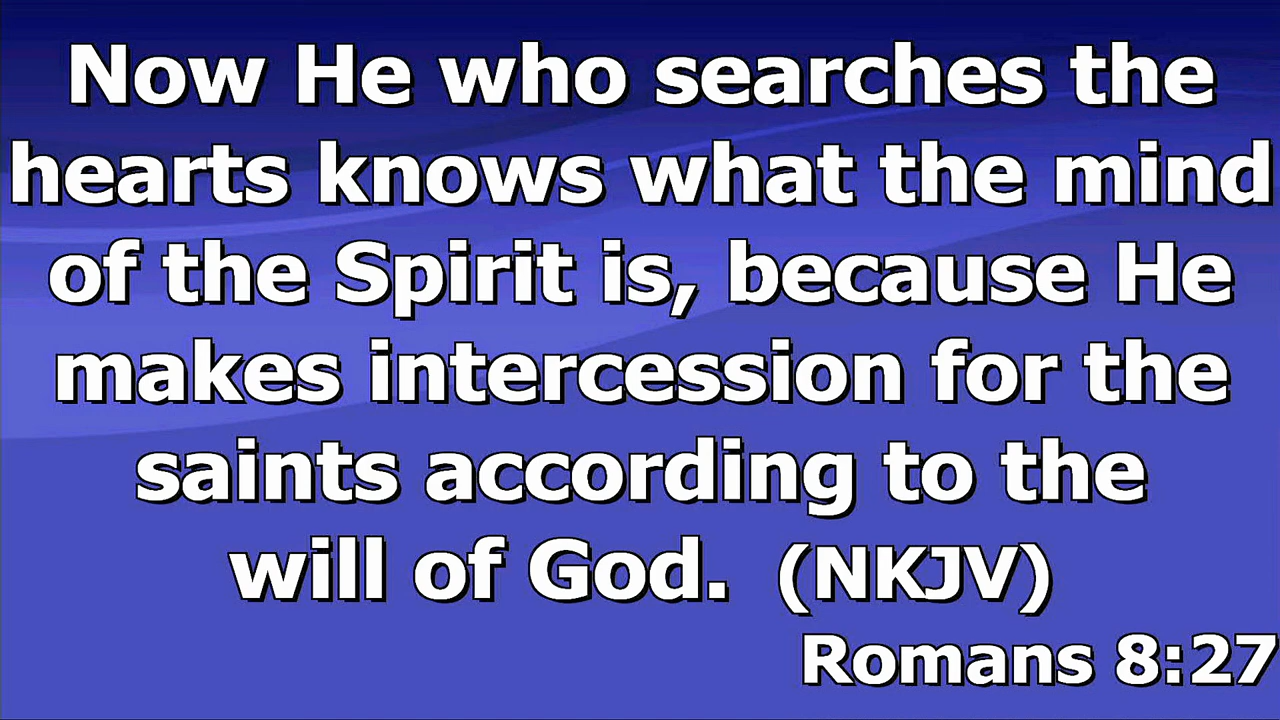 Now He who searches the
hearts knows what the mind
of the Spirit is, because He
makes intercession for the
saints according to the
will of God. (NKJV)
Romans 8:27